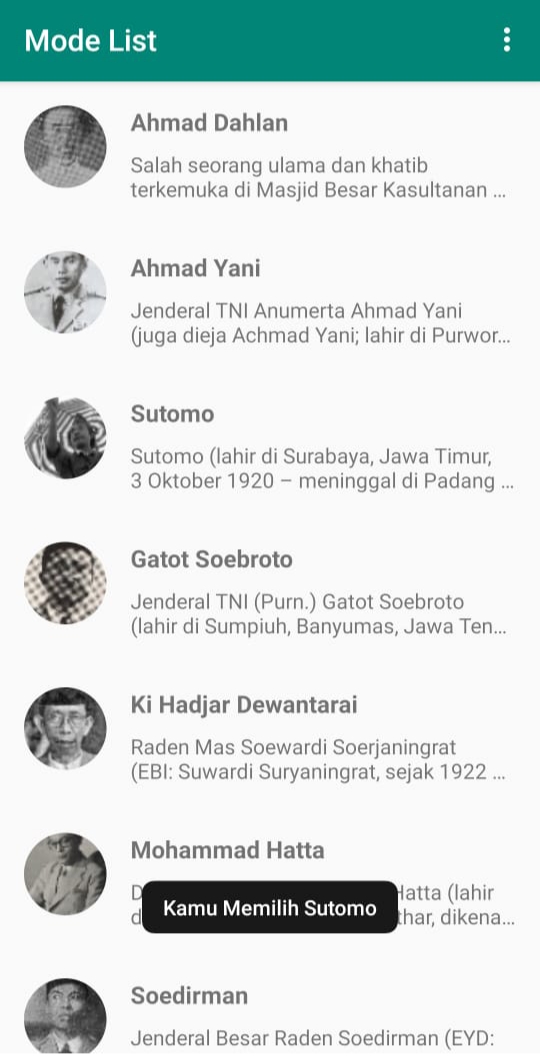 Mode List
Ahmad Dahlan
Salah seorang ulama dan khatib
terkemuka di Masjid Besar Kasultanan ...
Ahmad Yani
Jenderal TNI Anumerta Ahmad Yani
(juga dieja Achmad Yani; lahir di Purwor...
Sutomo
Sutomo (lahir di Surabaya, Jawa Timur,
3 Oktober 1920 – meninggal di Padang ...
Gatot Soebroto
Jenderal TNI (Purn.) Gatot Soebroto
(lahir di Sumpiuh, Banyumas, Jawa Ten...
Ki Hadjar Dewantarai
Raden Mas Soewardi Soerjaningrat
(EBI: Suwardi Suryaningrat, sejak 1922 ...
Mohammad Hatta
Hatta (lahir
Kamu Memilih Sutomo
thar, dikena...
Soedirman
Jenderal Besar Raden Soedirman (EYD: